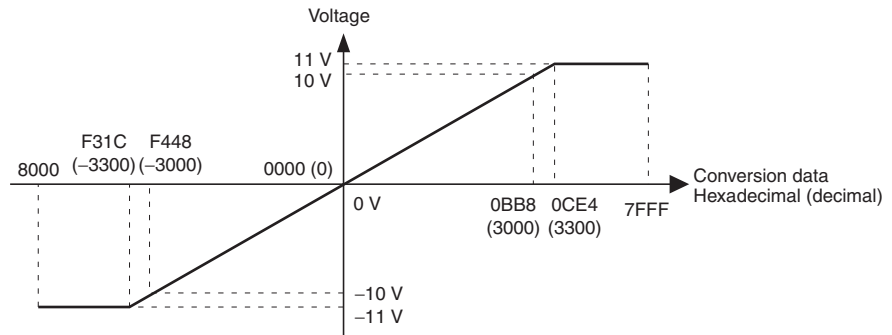 Voltage
11 V
10 V
F31C
(–3300)
F448
(–3000)
8000
0000 (0)
Conversion data
Hexadecimal (decimal)
0 V
0BB8
(3000)
0CE4
(3300)
7FFF
–10 V
–11 V